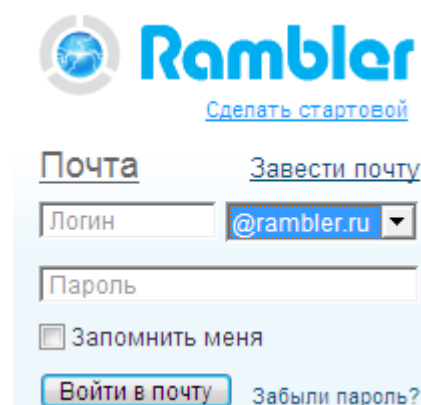 Rambler
Сделать стартовой
Почта Завести почту
Логин @rambler.ru
Пароль
Запомнить меня
Войти в почту Забыли пароль?